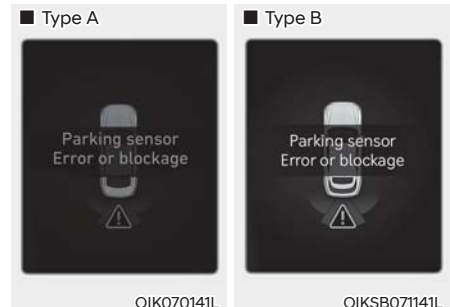 ■ Type A
Parking sensor
Error or blockage
OIK070141L
■ Type B
Parking sensor
Error or blockage
OIKSB071141L